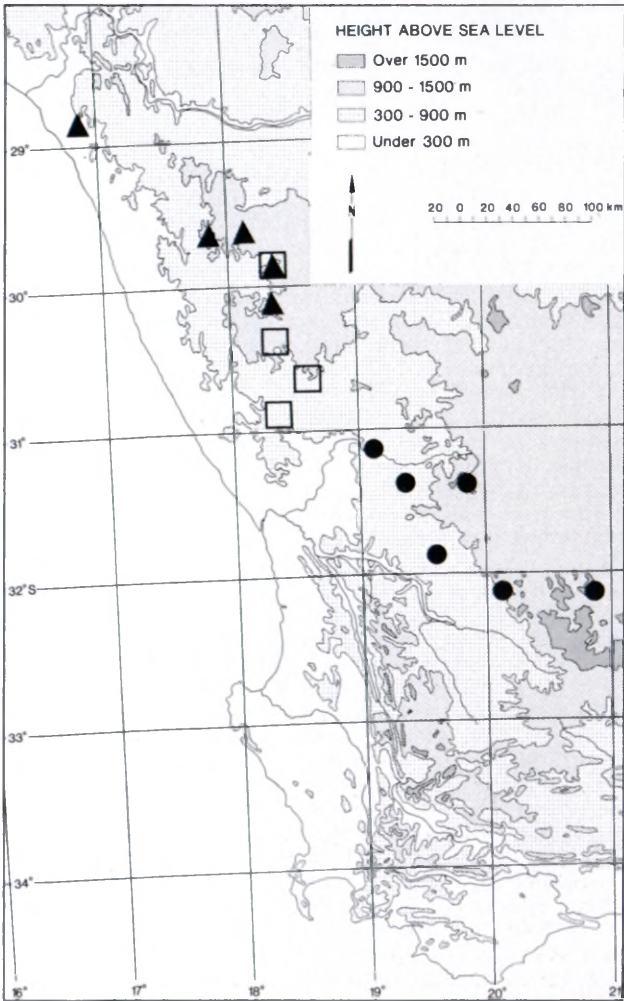 HEIGHT ABOVE SEA LEVEL
Over 1500 m
900 - 1500 m
300 - 900 m
Under 300 m
N
20 0 20 40 60 80 100 km
29°
30°
31°
32°S
33°
34°
16° 17° 18° 19° 20° 21°